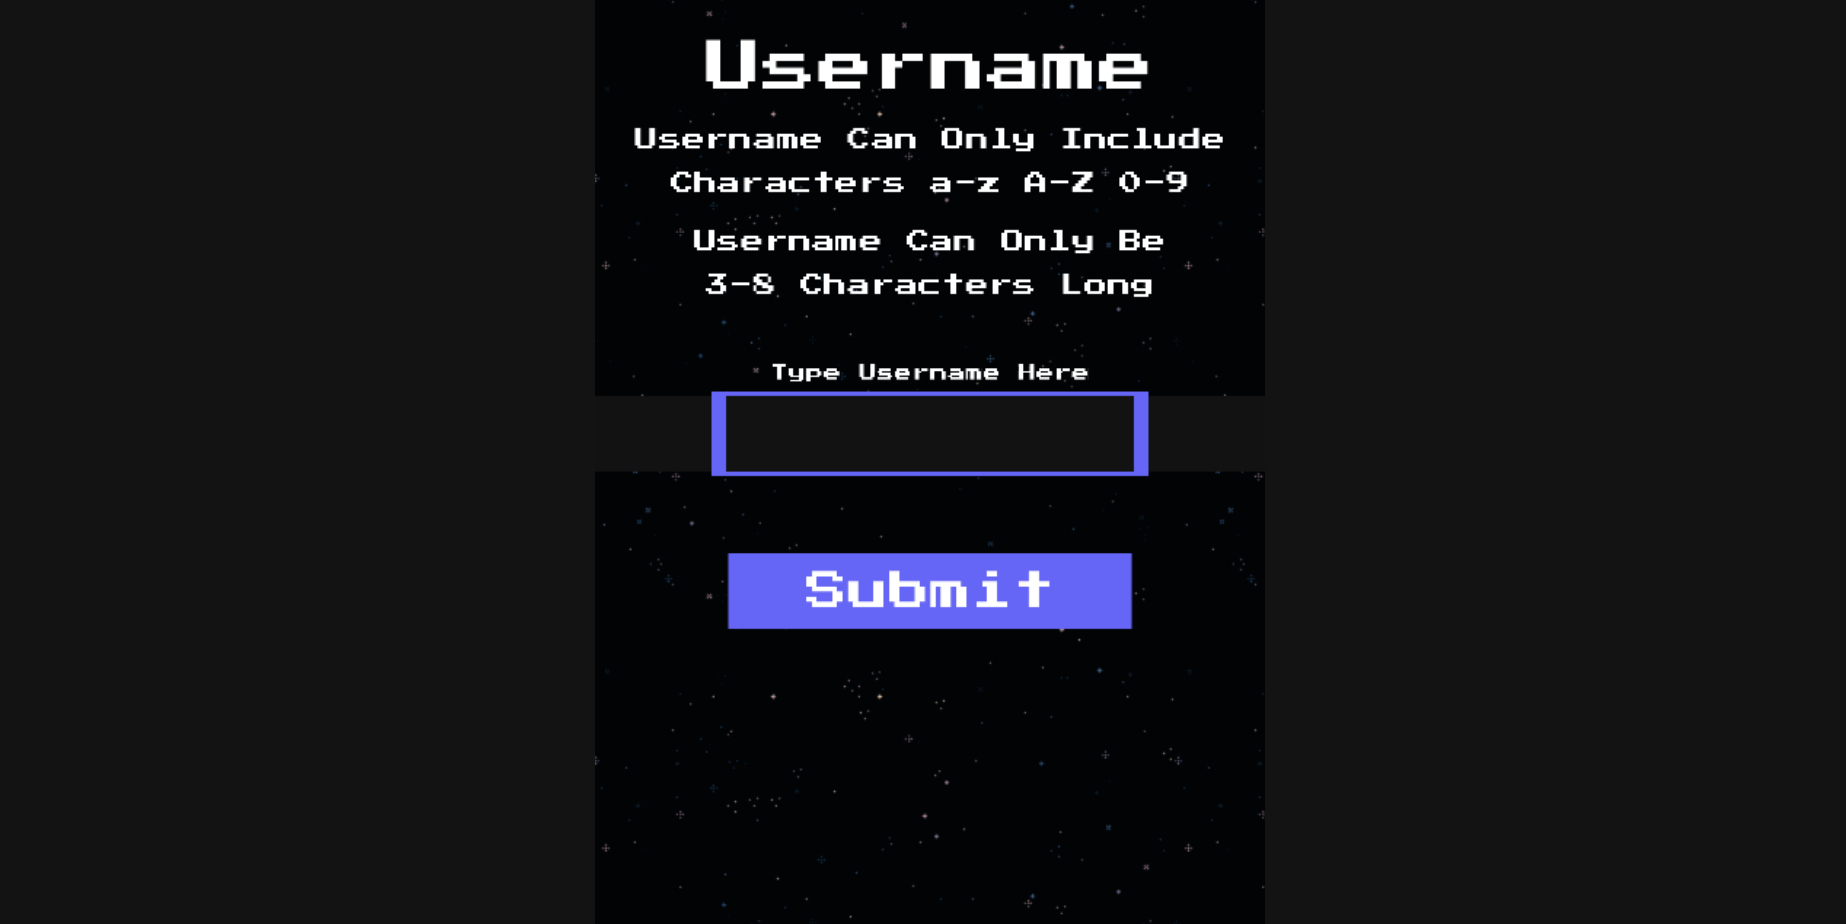 Username
Username Can Only Include
Characters a-z A-Z 0-9
Username Can Only Be
3-8 Characters Long
Type Username Here
Submit